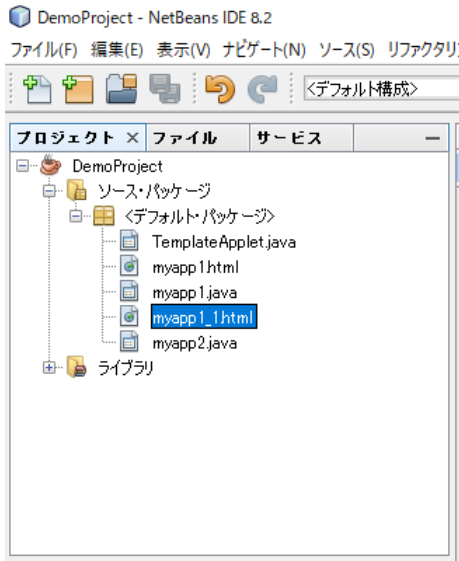 DemoProject - NetBeans IDE 8.2
ファイル(F) 編集(E) 表示(V) ナビゲート(N) ソース(S) リファクタリ
<デフォルト構成>
プロジェクト × ファイル サービス
DemoProject
ソース・パッケージ
<デフォルト・パッケージ>
TemplateApplet.java
myapp1.html
myapp1.java
myapp1_1.html
myapp2.java
ライブラリ